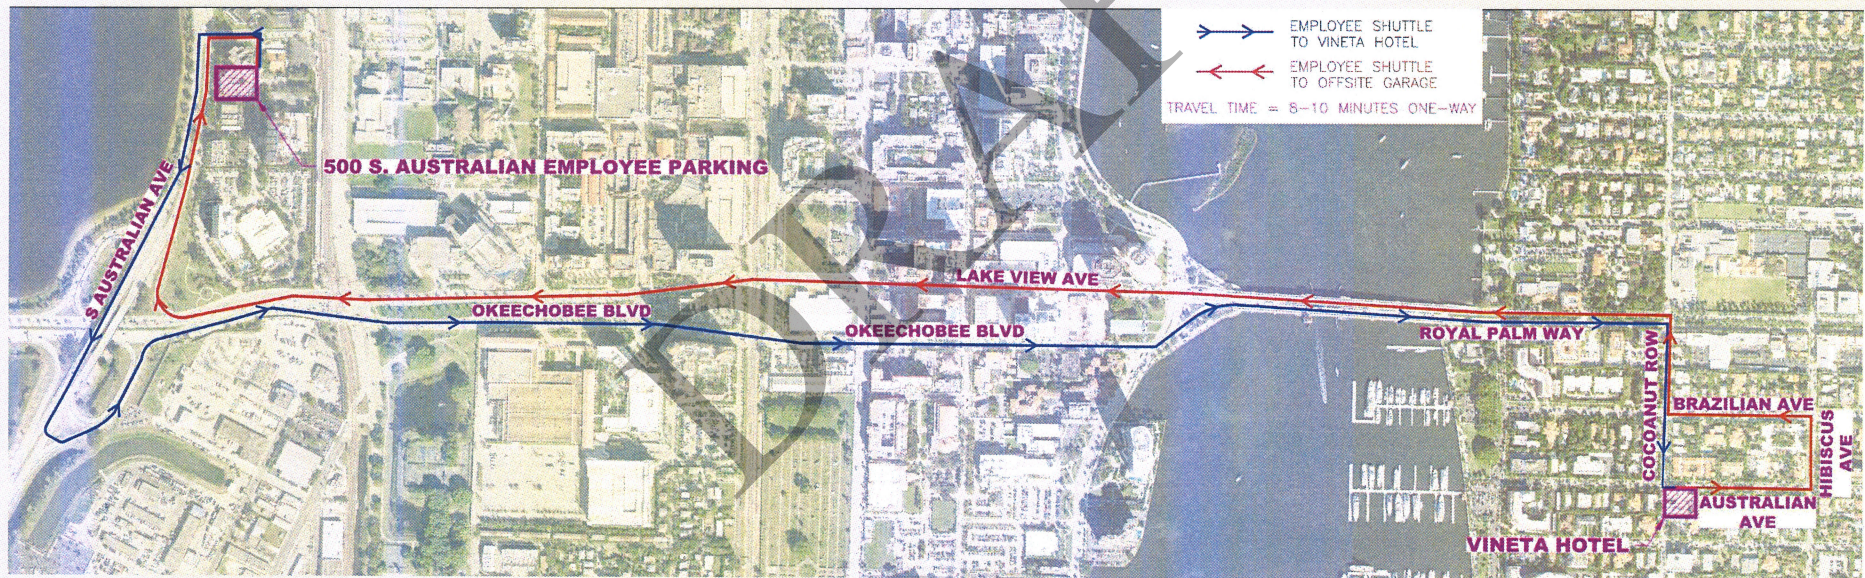 EMPLOYEE SHUTTLE
TO VINETA HOTEL
EMPLOYEE SHUTTLE
TO OFFSITE GARAGE
TRAVEL TIME = 8-10 MINUTES ONE-WAY
500 S. AUSTRALIAN EMPLOYEE PARKING
S AUSTRALIAN AVE
LAKE VIEW AVE
OKEECHOBEE BLVD
OKEECHOBEE BLVD
ROYAL PALM WAY
COCOANUT ROW
BRAZILIAN AVE
HIBISCUS
AVE
AUSTRALIAN
AVE
VINETA HOTEL
DRAF